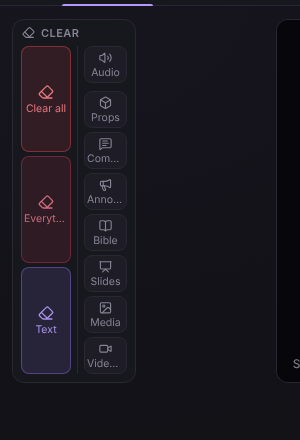 CLEAR
Clear all
Everyt...
Text
Audio
Props
Com...
Anno...
Bible
Slides
Media
Vide...
S